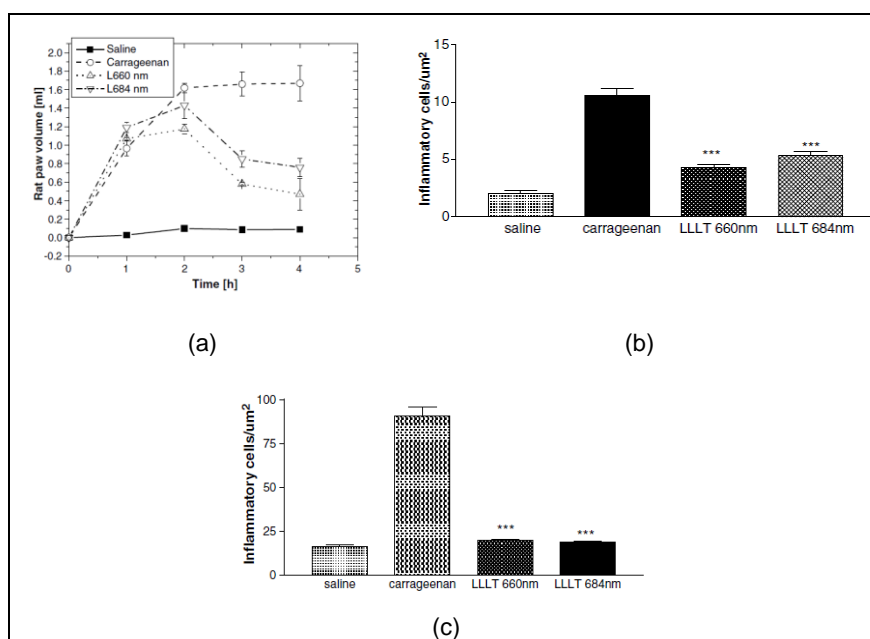 Rat paw volume [ml]
2.0
1.8
1.6
1.4
1.2
1.0
0.8
0.6
0.4
0.2
0.0
-0.2
Saline
Carrageenan
L660 nm
L684 nm
0 1 2 3 4 5
Time [h]
(a)
Inflammatory cells/um²
15
10
5
0
*** ***
saline carrageenan LLLT 660nm LLLT 684nm
(b)
Inflammatory cells/um²
100
75
50
25
0
*** ***
saline carrageenan LLLT 660nm LLLT 684nm
(c)